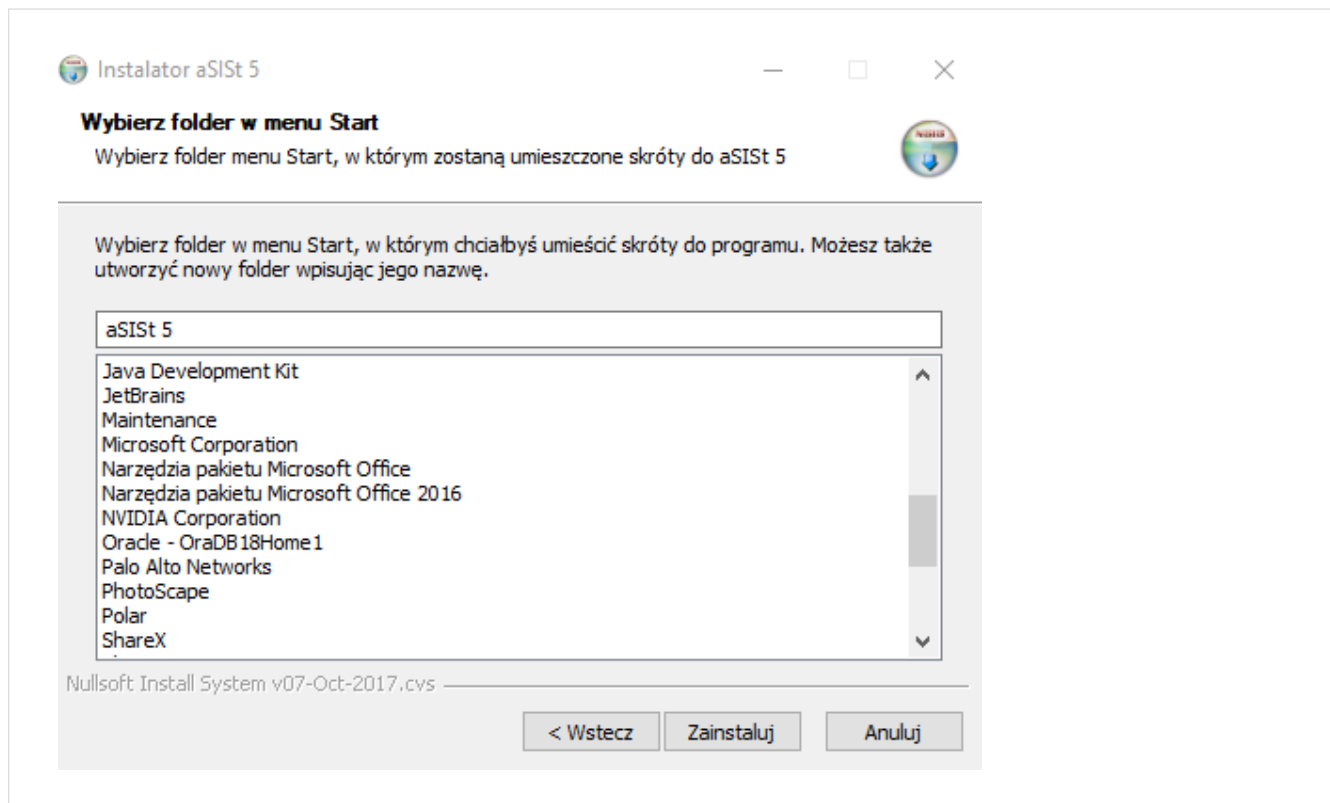 Instalator aSISt 5
Wybierz folder w menu Start
Wybierz folder menu Start, w którym zostaną umieszczone skróty do aSISt 5
Wybierz folder w menu Start, w którym chciałbyś umieścić skróty do programu. Możesz także
utworzyć nowy folder wpisując jego nazwę.
aSISt 5
Java Development Kit
JetBrains
Maintenance
Microsoft Corporation
Narzędzia pakietu Microsoft Office
Narzędzia pakietu Microsoft Office 2016
NVIDIA Corporation
Oracle - OraDB18Home1
Palo Alto Networks
PhotoScape
Polar
ShareX
Nullsoft Install System v07-Oct-2017.cvs
< Wstecz Zainstaluj Anuluj